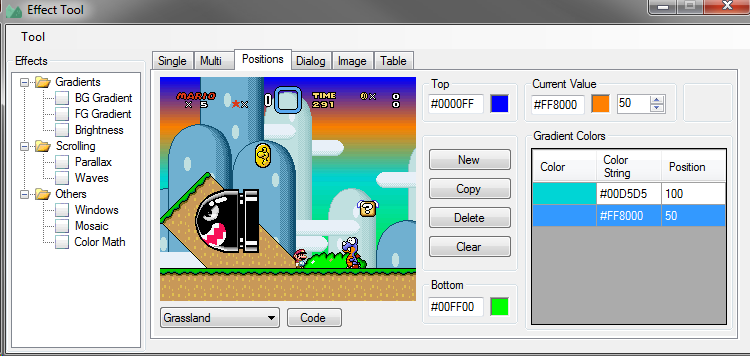 Effect Tool
Tool
Effects
Gradients
BG Gradient
FG Gradient
Brightness
Scrolling
Parallax
Waves
Others
Windows
Mosaic
Color Math
Single Multi Positions Dialog Image Table
MARIO TIME
x 5 ★x 0 291 x 0
0
Grassland
Code
Top
#0000FF
New
Copy
Delete
Clear
Bottom
#00FF00
Current Value
#FF8000 50
Gradient Colors
Color Color String Position
#00D5D5 100
#FF8000 50